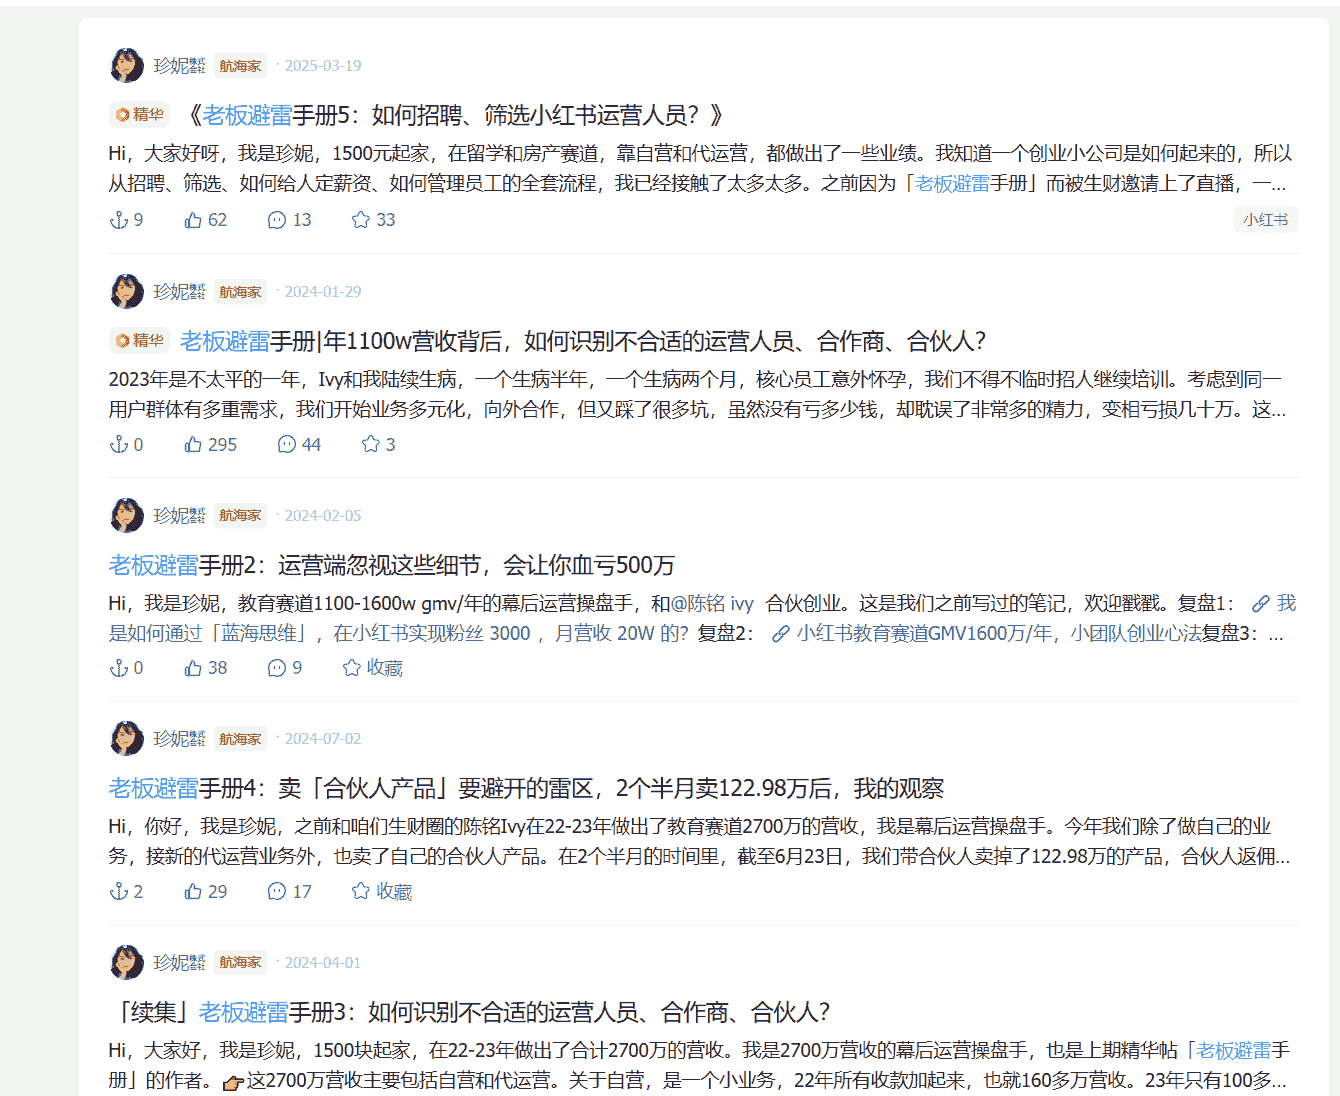 珍妮 航海家 · 2025-03-19
精华 《老板避雷手册5：如何招聘、筛选小红书运营人员？》
Hi，大家好呀，我是珍妮，1500元起家，在留学和房产赛道，靠自营和代运营，都做出了一些业绩。我知道一个创业小公司是如何起来的，所以
从招聘、筛选、如何给人定薪资、如何管理员工的全套流程，我已经接触了太多太多。之前因为「老板避雷手册」而被生财邀请上了直播，一...
9 62 13 33 小红书
珍妮 航海家 · 2024-01-29
精华 老板避雷手册|年1100w营收背后，如何识别不合适的运营人员、合作商、合伙人？
2023年是不太平的一年，Ivy和我陆续生病，一个生病半年，一个生病两个月，核心员工意外怀孕，我们不得不临时招人继续培训。考虑到同一
用户群体有多重需求，我们开始业务多元化，向外合作，但又踩了很多坑，虽然没有亏多少钱，却耽误了非常多的精力，变相亏损几十万。这...
0 295 44 3
珍妮 航海家 · 2024-02-05
老板避雷手册2：运营端忽视这些细节，会让你血亏500万
Hi，我是珍妮，教育赛道1100-1600w gmv/年的幕后运营操盘手，和@陈铭 ivy 合伙创业。这是我们之前写过的笔记，欢迎戳戳。复盘1： 我
是如何通过「蓝海思维」，在小红书实现粉丝 3000 ，月营收 20W 的？复盘2： 小红书教育赛道GMV1600万/年，小团队创业心法复盘3：...
0 38 9 收藏
珍妮 航海家 · 2024-07-02
老板避雷手册4：卖「合伙人产品」要避开的雷区，2个半月卖122.98万后，我的观察
Hi，你好，我是珍妮，之前和咱们生财圈的陈铭Ivy在22-23年做出了教育赛道2700万的营收，我是幕后运营操盘手。今年我们除了做自己的业
务，接新的代运营业务外，也卖了自己的合伙人产品。在2个半月的时间里，截至6月23日，我们带合伙人卖掉了122.98万的产品，合伙人返佣...
2 29 17 收藏
珍妮 航海家 · 2024-04-01
「续集」老板避雷手册3：如何识别不合适的运营人员、合作商、合伙人？
Hi，大家好，我是珍妮，1500块起家，在22-23年做出了合计2700万的营收。我是2700万营收的幕后运营操盘手，也是上期精华帖「老板避雷手
册」的作者。👉这2700万营收主要包括自营和代运营。关于自营，是一个小业务，22年所有收款加起来，也就160多万营收。23年只有100多...